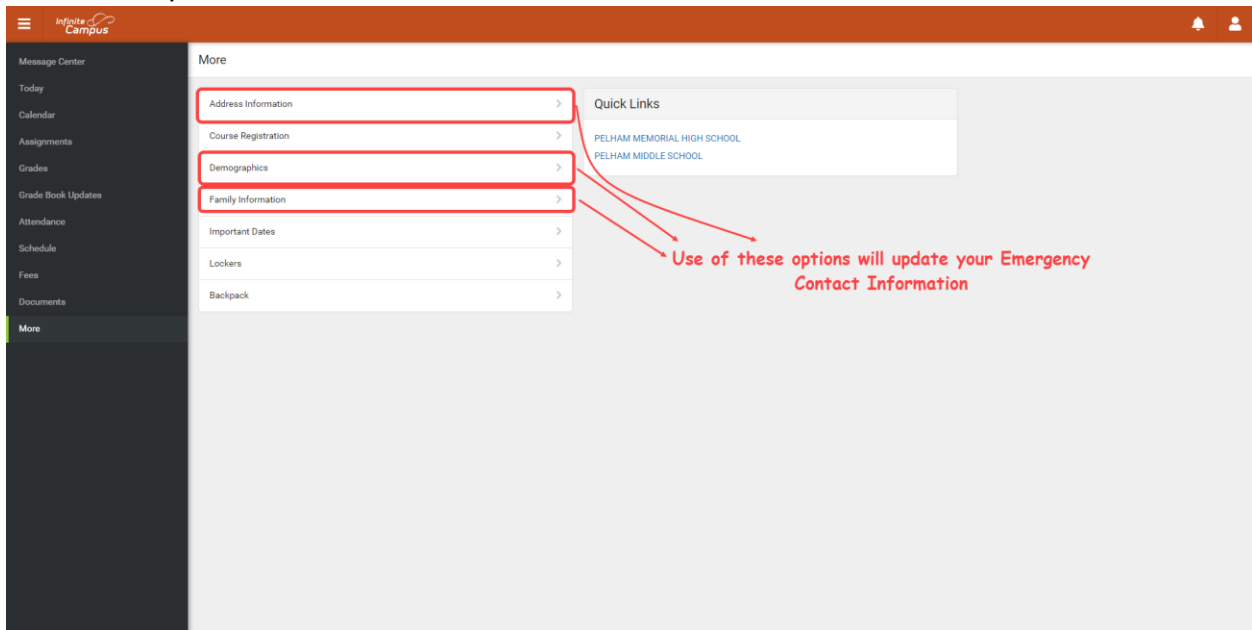 Infinite
Campus
Message Center
Today
Calendar
Assignments
Grades
Grade Book Updates
Attendance
Schedule
Fees
Documents
More
More
Address Information
Course Registration
Demographics
Family Information
Important Dates
Lockers
Backpack
Quick Links
PELHAM MEMORIAL HIGH SCHOOL
PELHAM MIDDLE SCHOOL
Use of these options will update your Emergency
Contact Information